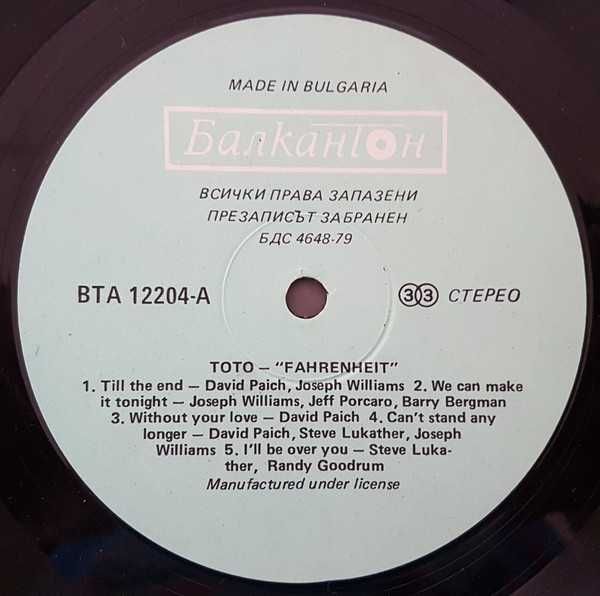 MADE IN BULGARIA
Балкантон
ВСИЧКИ ПРАВА ЗАПАЗЕНИ
ПРЕЗАПИСЪТ ЗАБРАНЕН
БДС 4648-79
ВТА 12204-А
33 СТЕРЕО
TOTO – “FAHRENHEIT”
1. Till the end – David Paich, Joseph Williams 2. We can make
it tonight – Joseph Williams, Jeff Porcaro, Barry Bergman
3. Without your love – David Paich 4. Can’t stand any
longer – David Paich, Steve Lukather, Joseph
Williams 5. I’ll be over you – Steve Luka-
ther, Randy Goodrum
Manufactured under license